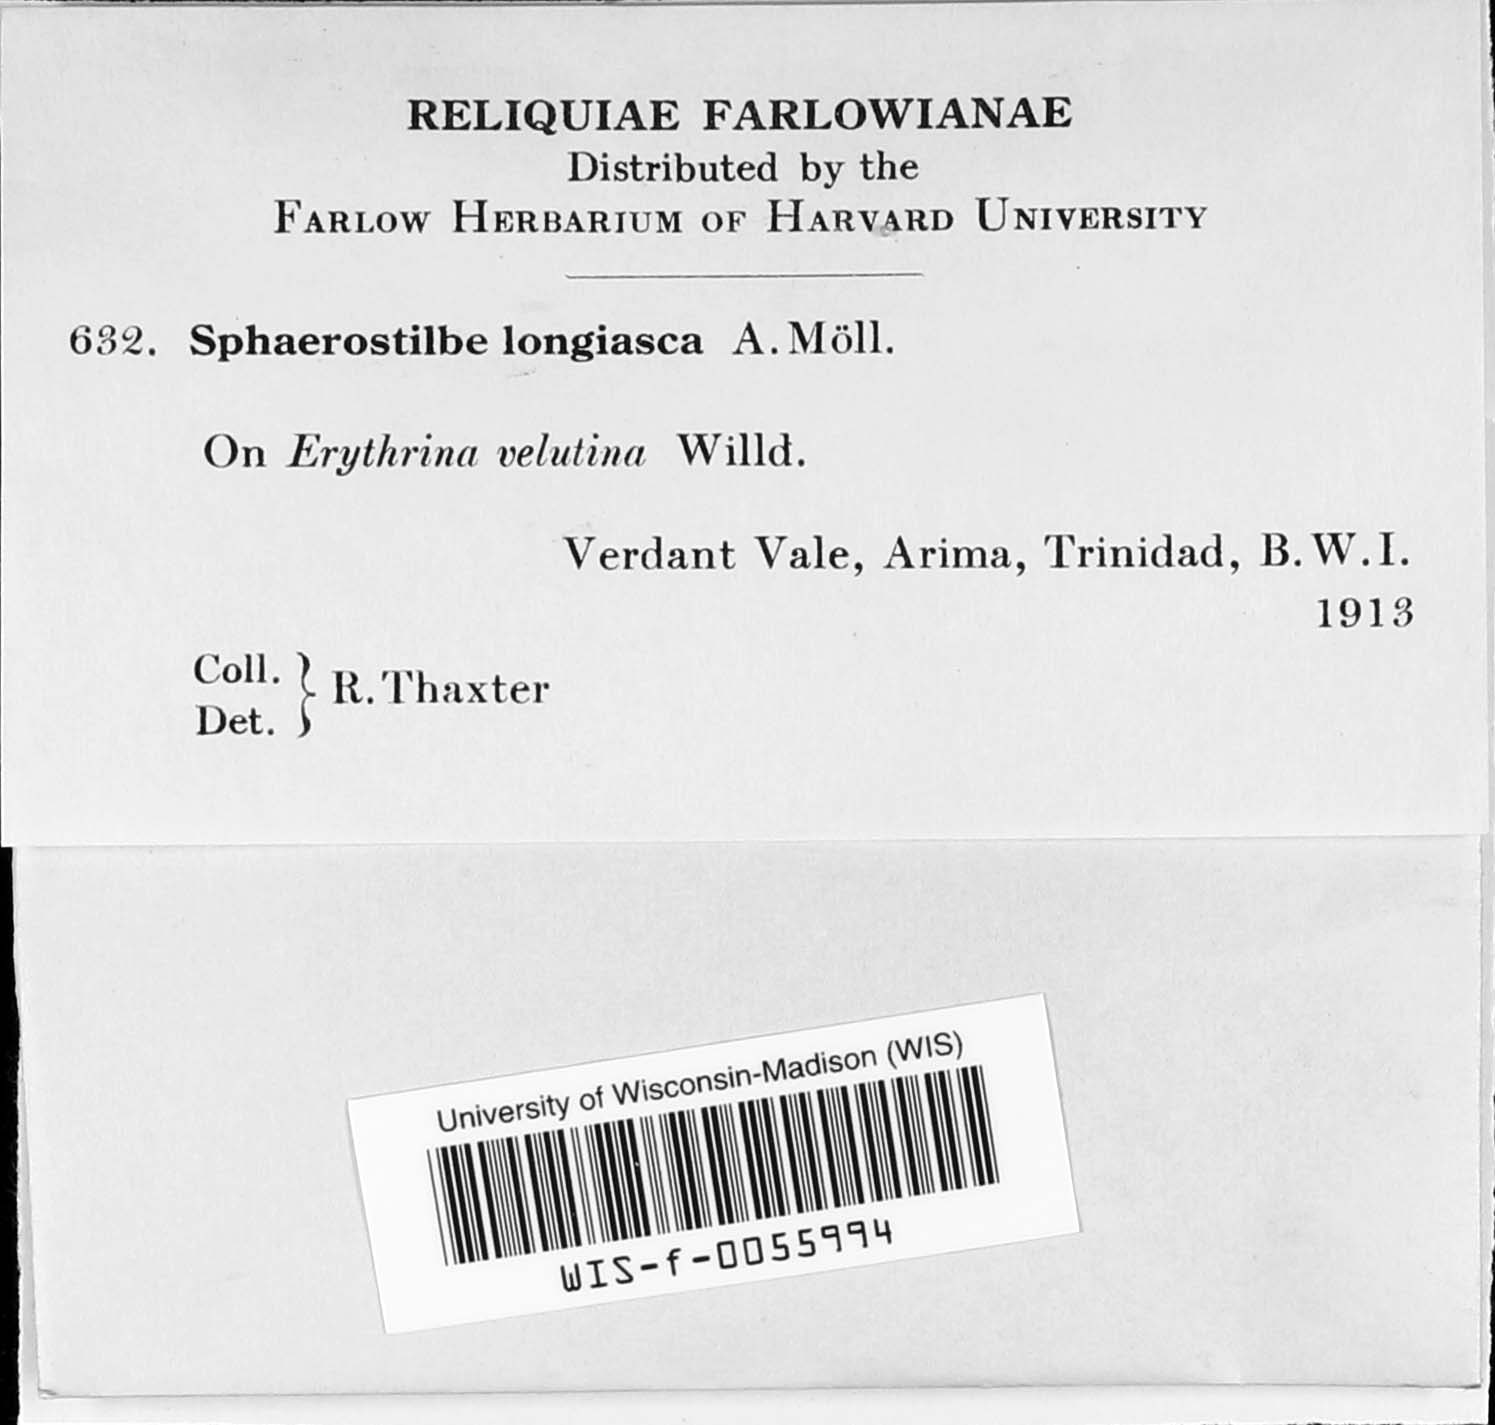 RELIQUIAE FARLOWIANAE
Distributed by the
FARLOW HERBARIUM OF HARVARD UNIVERSITY
632. Sphaerostilbe longiasca A. Möll.
On Erythrina velutina Willd.
Verdant Vale, Arima, Trinidad, B.W.I.
1913
Coll.
Det. } R. Thaxter
University of Wisconsin-Madison (WIS)
WIS-f-0055994